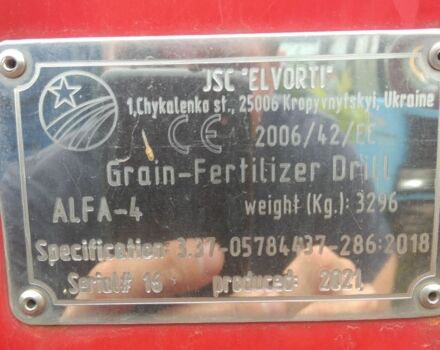 JSC "ELVORTI"
1,Chykalenka st., 25006 Kropyvnytskyi, Ukraine
CE 2006/42/EC
Grain-Fertilizer Drill
ALFA-4 weight (Kg.): 3296
Specification: 3.37-05784437-286:2018
Serial# 16 produced: 2021